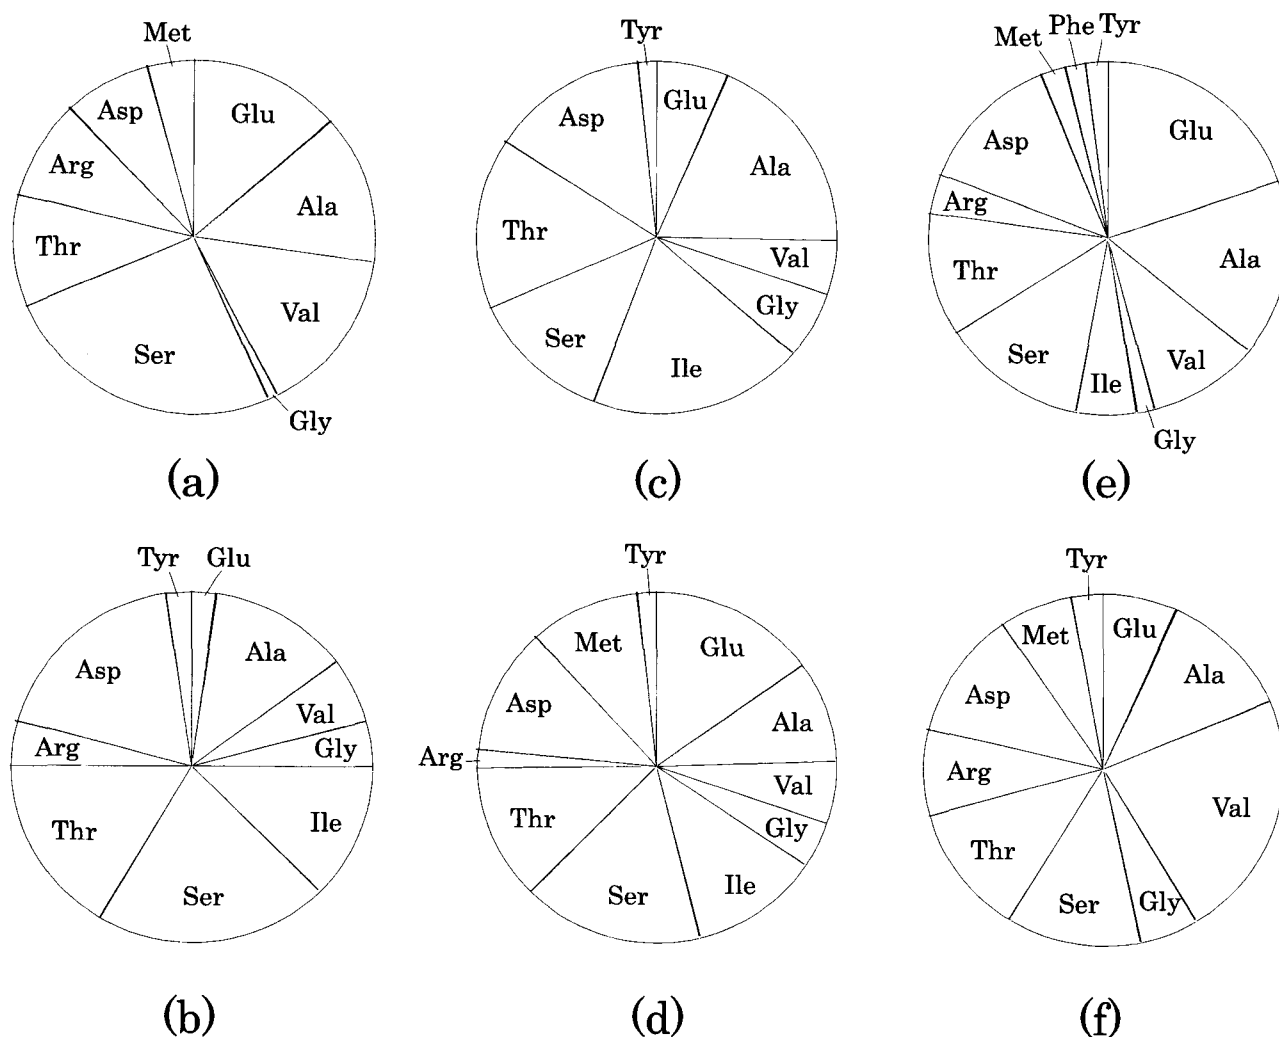 Met
Asp
Glu
Arg
Ala
Thr
Val
Ser
Gly
(a)
Tyr
Glu
Asp
Ala
Thr
Val
Gly
Ser
Ile
(c)
Met
Phe
Tyr
Glu
Asp
Arg
Ala
Thr
Ser
Val
Ile
Gly
(e)
Tyr
Glu
Ala
Asp
Val
Arg
Gly
Thr
Ile
Ser
(b)
Tyr
Met
Glu
Asp
Ala
Arg
Val
Thr
Gly
Ser
Ile
(d)
Tyr
Met
Glu
Ala
Asp
Arg
Val
Thr
Ser
Gly
(f)